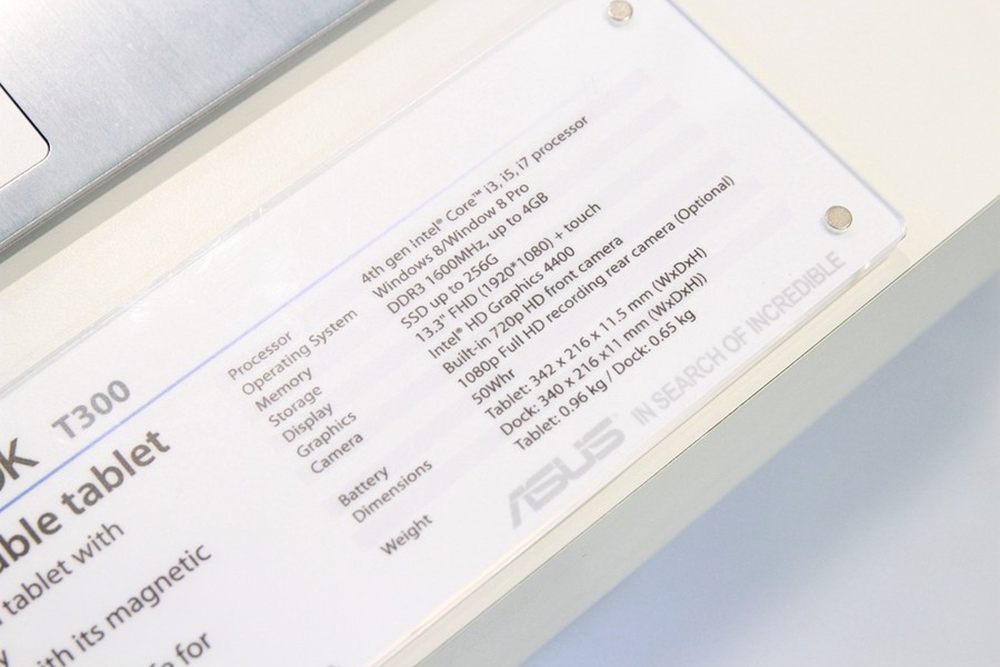 T300
able tablet
tablet with
with its magnetic
for
Processor 4th gen intel® Core™ i3, i5, i7 processor
Operating System Windows 8/Window 8 Pro
Memory DDR3 1600MHz, up to 4GB
Storage SSD up to 256G
Display 13.3" FHD (1920*1080) + touch
Graphics Intel® HD Graphics 4400
Camera Built-in 720p HD front camera
1080p Full HD recording rear camera (Optional)
Battery 50Whr
Dimensions Tablet: 342 x 216 x 11.5 mm (WxDxH)
Dock: 340 x 216 x11 mm (WxDxH))
Weight Tablet: 0.96 kg / Dock: 0.65 kg
ASUS IN SEARCH OF INCREDIBLE